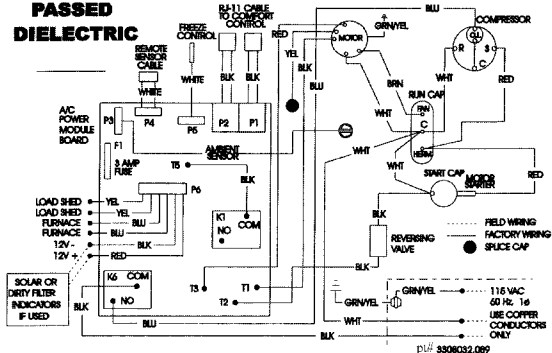 PASSED
DIELECTRIC
RJ-11 CABLE
TO COMFORT
CONTROL
FREEZE
CONTROL
REMOTE
SENSOR
CABLE
WHITE
WHITE
BLK
BLK
RED
YEL
BLK
BLU
MOTOR
GRN/YEL
BLU
COMPRESSOR
O.L.
R
S
C
WHT
RED
BRN
WHT
RUN CAP
FAN
C
HERM
A/C
POWER
MODULE
BOARD
P3
P4
P5
P2
P1
F1
3 AMP
FUSE
AMBIENT
SENSOR
T5
BLK
P6
K1
COM
NO
LOAD SHED
YEL
LOAD SHED
YEL
FURNACE
BLU
FURNACE
BLU
12V -
BLK
12V +
RED
SOLAR OR
DIRTY FILTER
INDICATORS
IF USED
K6
COM
NO
T3
T1
T2
BLK
BLU
WHT
WHT
START CAP
MOTOR
STARTER
RED
BLK
REVERSING
VALVE
BLK
FIELD WIRING
FACTORY WIRING
SPLICE CAP
GRN/YEL
GRN/YEL
115 VAC
60 Hz. 1ø
WHT
USE COPPER
CONDUCTORS
ONLY
BLK
3308032.089